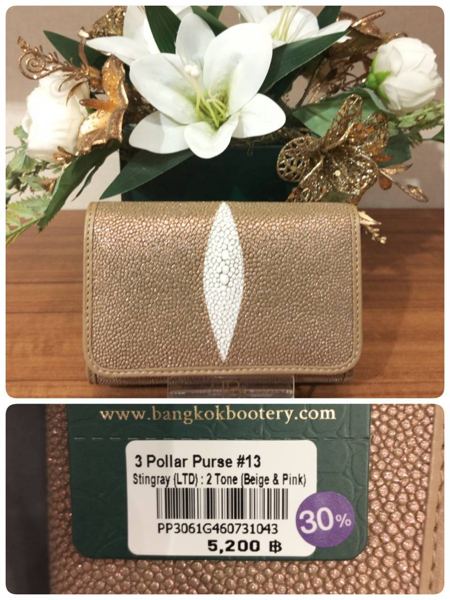 www.bangkokbootery.com
3 Pollar Purse #13
Stingray (LTD) : 2 Tone (Beige & Pink)
PP3061G460731043
30%
5,200 ฿